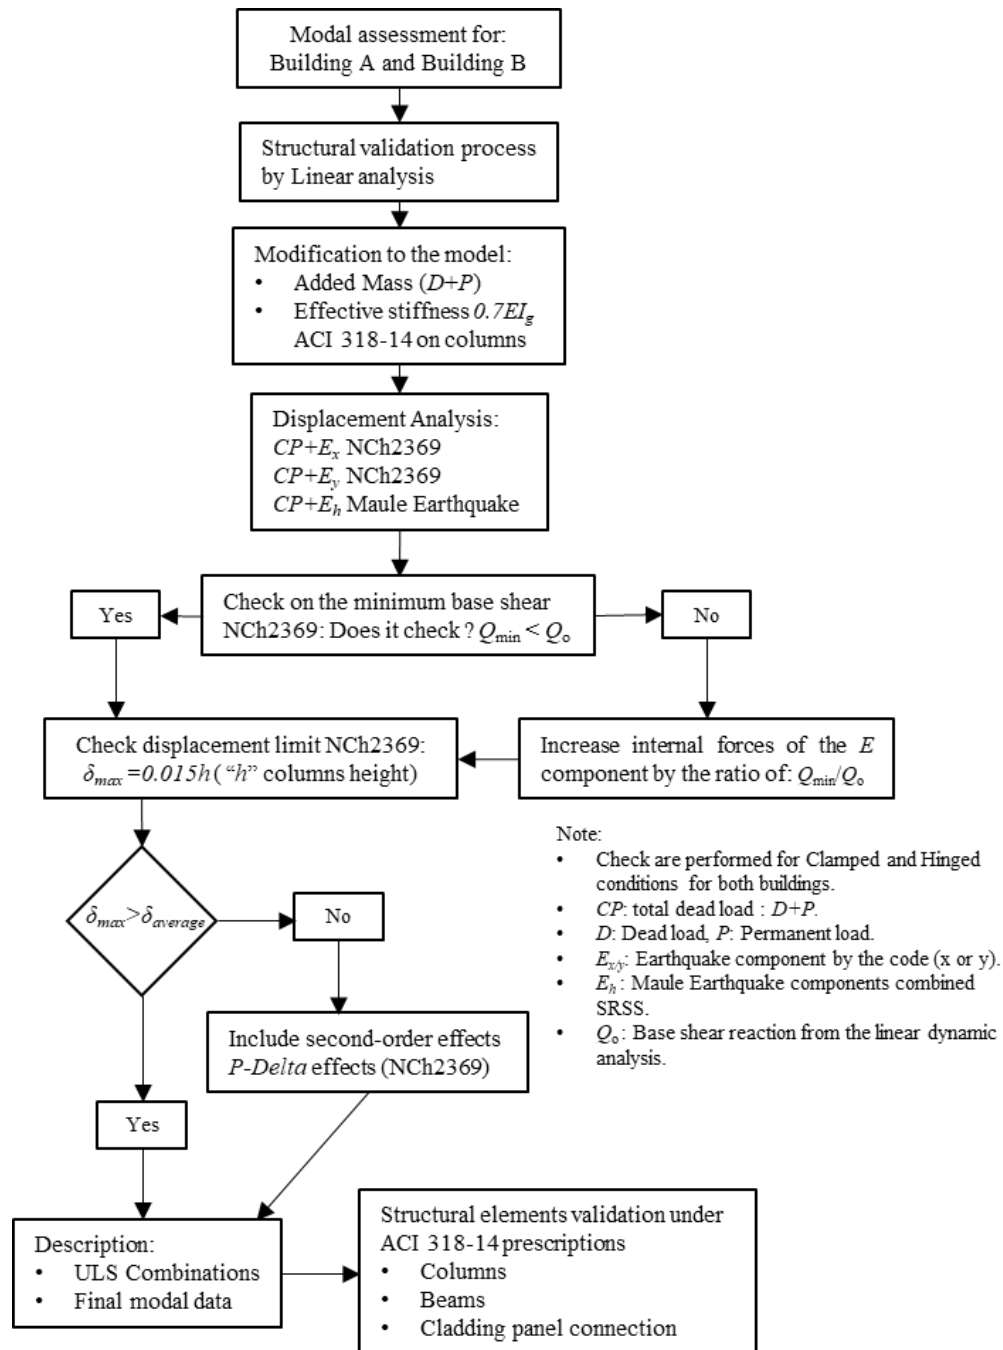 Modal assessment for:
Building A and Building B
Structural validation process
by Linear analysis
Modification to the model:
• Added Mass (D+P)
• Effective stiffness 0.7EIg
ACI 318-14 on columns
Displacement Analysis:
CP+Ex NCh2369
CP+Ey NCh2369
CP+Eh Maule Earthquake
Yes
Check on the minimum base shear
NCh2369: Does it check ? Qmin < Qo
No
Check displacement limit NCh2369:
δmax=0.015h (“h” columns height)
Increase internal forces of the E
component by the ratio of: Qmin/Qo
δmax>δaverage
No
Note:
• Check are performed for Clamped and Hinged
conditions for both buildings.
• CP: total dead load : D+P.
• D: Dead load, P: Permanent load.
• Ex/y: Earthquake component by the code (x or y).
• Eh: Maule Earthquake components combined
SRSS.
• Qo: Base shear reaction from the linear dynamic
analysis.
Include second-order effects
P-Delta effects (NCh2369)
Yes
Description:
• ULS Combinations
• Final modal data
Structural elements validation under
ACI 318-14 prescriptions
• Columns
• Beams
• Cladding panel connection